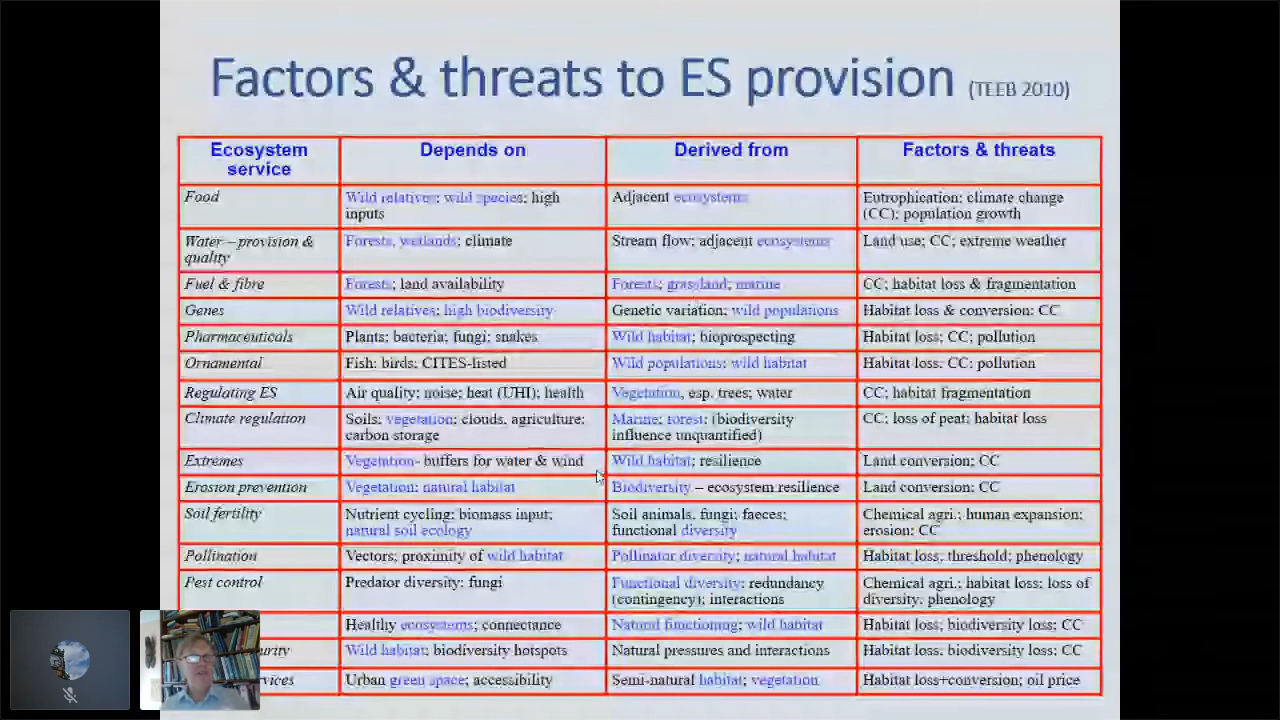 Factors & threats to ES provision (TEEB 2010)
Ecosystem
service
Depends on
Derived from
Factors & threats
Food
Wild relatives; wild species; high
inputs
Adjacent ecosystems
Eutrophication; climate change
(CC); population growth
Water – provision &
quality
Forests, wetlands; climate
Stream flow; adjacent ecosystems
Land use; CC; extreme weather
Fuel & fibre
Forests; land availability
Forests; grassland; marine
CC; habitat loss & fragmentation
Genes
Wild relatives; high biodiversity
Genetic variation; wild populations
Habitat loss & conversion; CC
Pharmaceuticals
Plants; bacteria; fungi; snakes
Wild habitat; bioprospecting
Habitat loss; CC; pollution
Ornamental
Fish; birds; CITES-listed
Wild populations; wild habitat
Habitat loss; CC; pollution
Regulating ES
Air quality; noise; heat (UHI); health
Vegetation, esp. trees; water
CC; habitat fragmentation
Climate regulation
Soils; vegetation; clouds, agriculture;
carbon storage
Marine; forest; (biodiversity
influence unquantified)
CC; loss of peat; habitat loss
Extremes
Vegetation- buffers for water & wind
Wild habitat; resilience
Land conversion; CC
Erosion prevention
Vegetation; natural habitat
Biodiversity – ecosystem resilience
Land conversion; CC
Soil fertility
Nutrient cycling; biomass input;
natural soil ecology
Soil animals, fungi; faeces;
functional diversity
Chemical agri.; human expansion;
erosion; CC
Pollination
Vectors; proximity of wild habitat
Pollinator diversity; natural habitat
Habitat loss, threshold; phenology
Pest control
Predator diversity; fungi
Functional diversity; redundancy
(contingency); interactions
Chemical agri.; habitat loss; loss of
diversity; phenology
Healthy ecosystems; connectance
Natural functioning; wild habitat
Habitat loss; biodiversity loss; CC
urity
Wild habitat; biodiversity hotspots
Natural pressures and interactions
Habitat loss; biodiversity loss; CC
rvices
Urban green space; accessibility
Semi-natural habitat; vegetation
Habitat loss+conversion; oil price